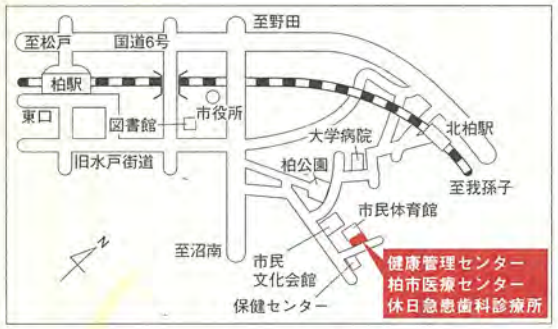 至野田
至松戸
国道6号
柏駅
東口
図書館
市役所
北柏駅
大学病院
旧水戸街道
柏公園
至我孫子
市民体育館
至沼南
市民
文化会館
保健センター
N
健康管理センター
柏市医療センター
休日急患歯科診療所